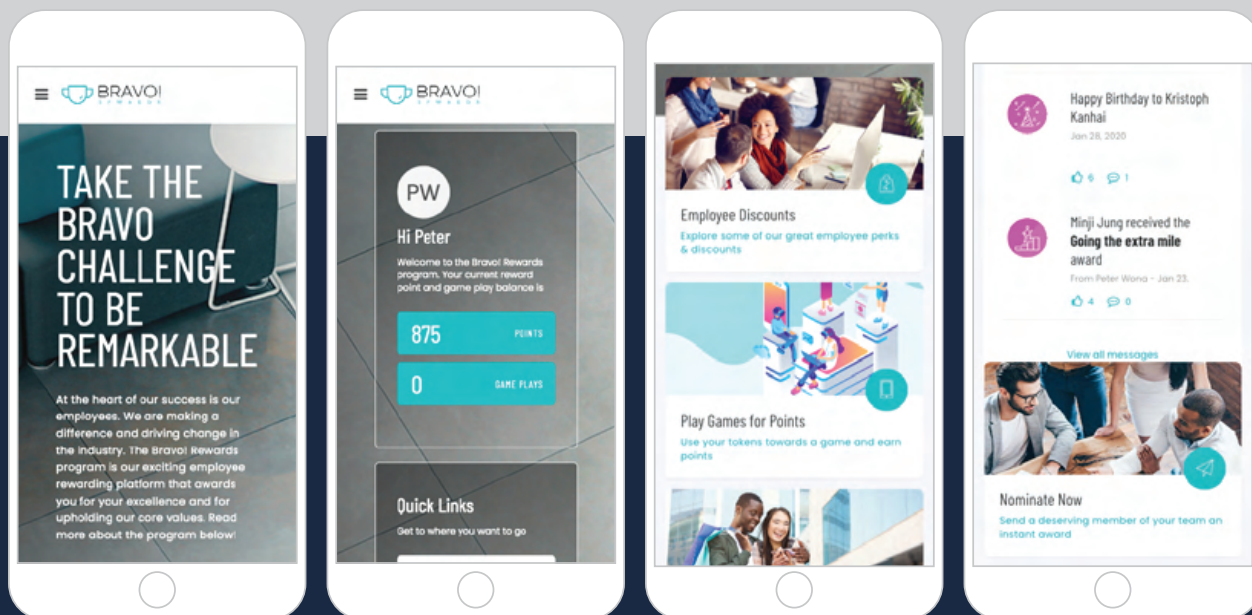 BRAVO!
REWARDS
TAKE THE
BRAVO
CHALLENGE
TO BE
REMARKABLE
At the heart of our success is our
employees. We are making a
difference and driving change in
the industry. The Bravo! Rewards
program is our exciting employee
rewarding platform that awards
you for your excellence and for
upholding our core values. Read
more about the program below!
BRAVO!
REWARDS
PW
Hi Peter
Welcome to the Bravo! Rewards
program. Your current reward
point and game play balance is
875 POINTS
0 GAME PLAYS
Quick Links
Get to where you want to go
Employee Discounts
Explore some of our great employee perks
& discounts
Play Games for Points
Use your tokens towards a game and earn
points
Happy Birthday to Kristoph
Kanhai
Jan 28, 2020
6 1
Minji Jung received the
Going the extra mile
award
From Peter Wong - Jan 23,
4 0
View all messages
Nominate Now
Send a deserving member of your team an
instant award